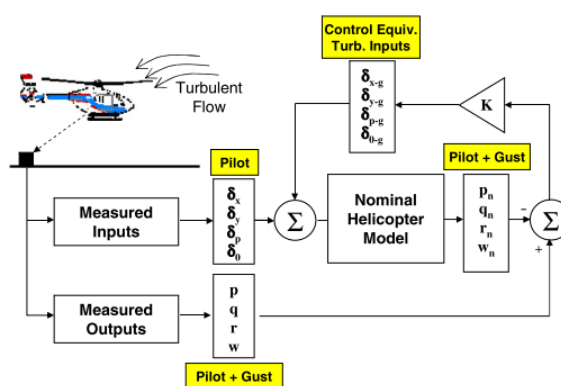 Control Equiv.
Turb. Inputs
Turbulent
Flow
δx-g
δy-g
δp-g
δ0-g
K
Pilot
Pilot + Gust
Measured
Inputs
δx
δy
δp
δ0
Σ
Nominal
Helicopter
Model
pn
qn
rn
wn
-
Σ
+
Measured
Outputs
p
q
r
w
Pilot + Gust